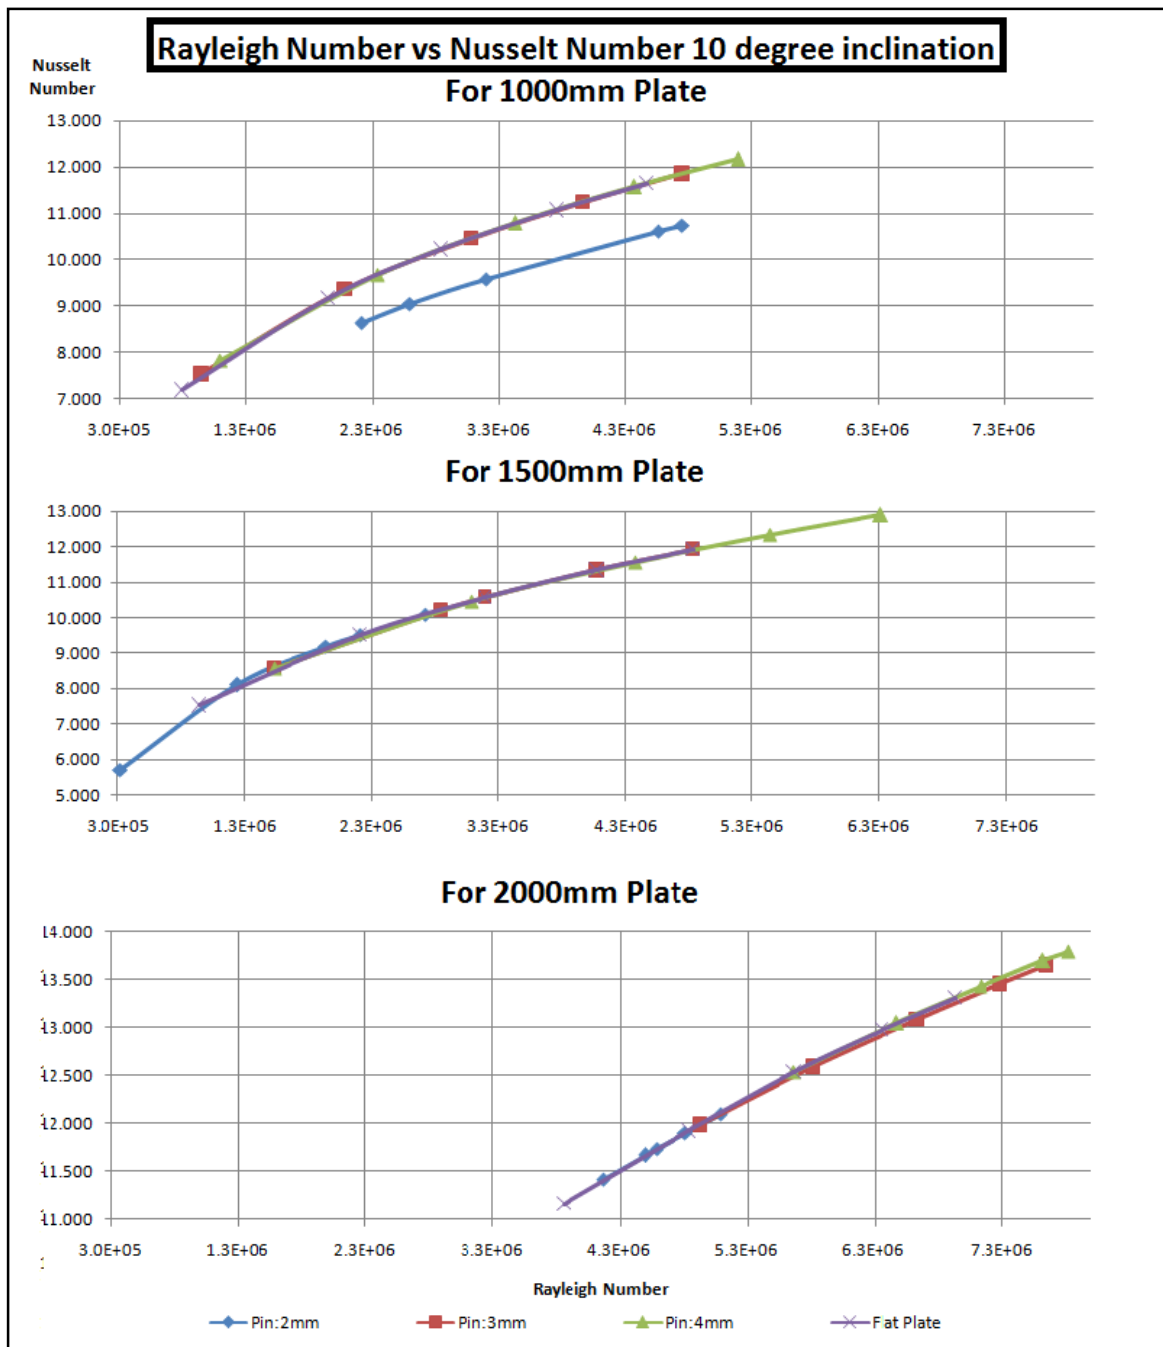 Rayleigh Number vs Nusselt Number 10 degree inclination
Nusselt
Number
For 1000mm Plate
13.000
12.000
11.000
10.000
9.000
8.000
7.000
3.0E+05 1.3E+06 2.3E+06 3.3E+06 4.3E+06 5.3E+06 6.3E+06 7.3E+06
For 1500mm Plate
13.000
12.000
11.000
10.000
9.000
8.000
7.000
6.000
5.000
3.0E+05 1.3E+06 2.3E+06 3.3E+06 4.3E+06 5.3E+06 6.3E+06 7.3E+06
For 2000mm Plate
14.000
13.500
13.000
12.500
12.000
11.500
11.000
3.0E+05 1.3E+06 2.3E+06 3.3E+06 4.3E+06 5.3E+06 6.3E+06 7.3E+06
Rayleigh Number
Pin:2mm Pin:3mm Pin:4mm Flat Plate